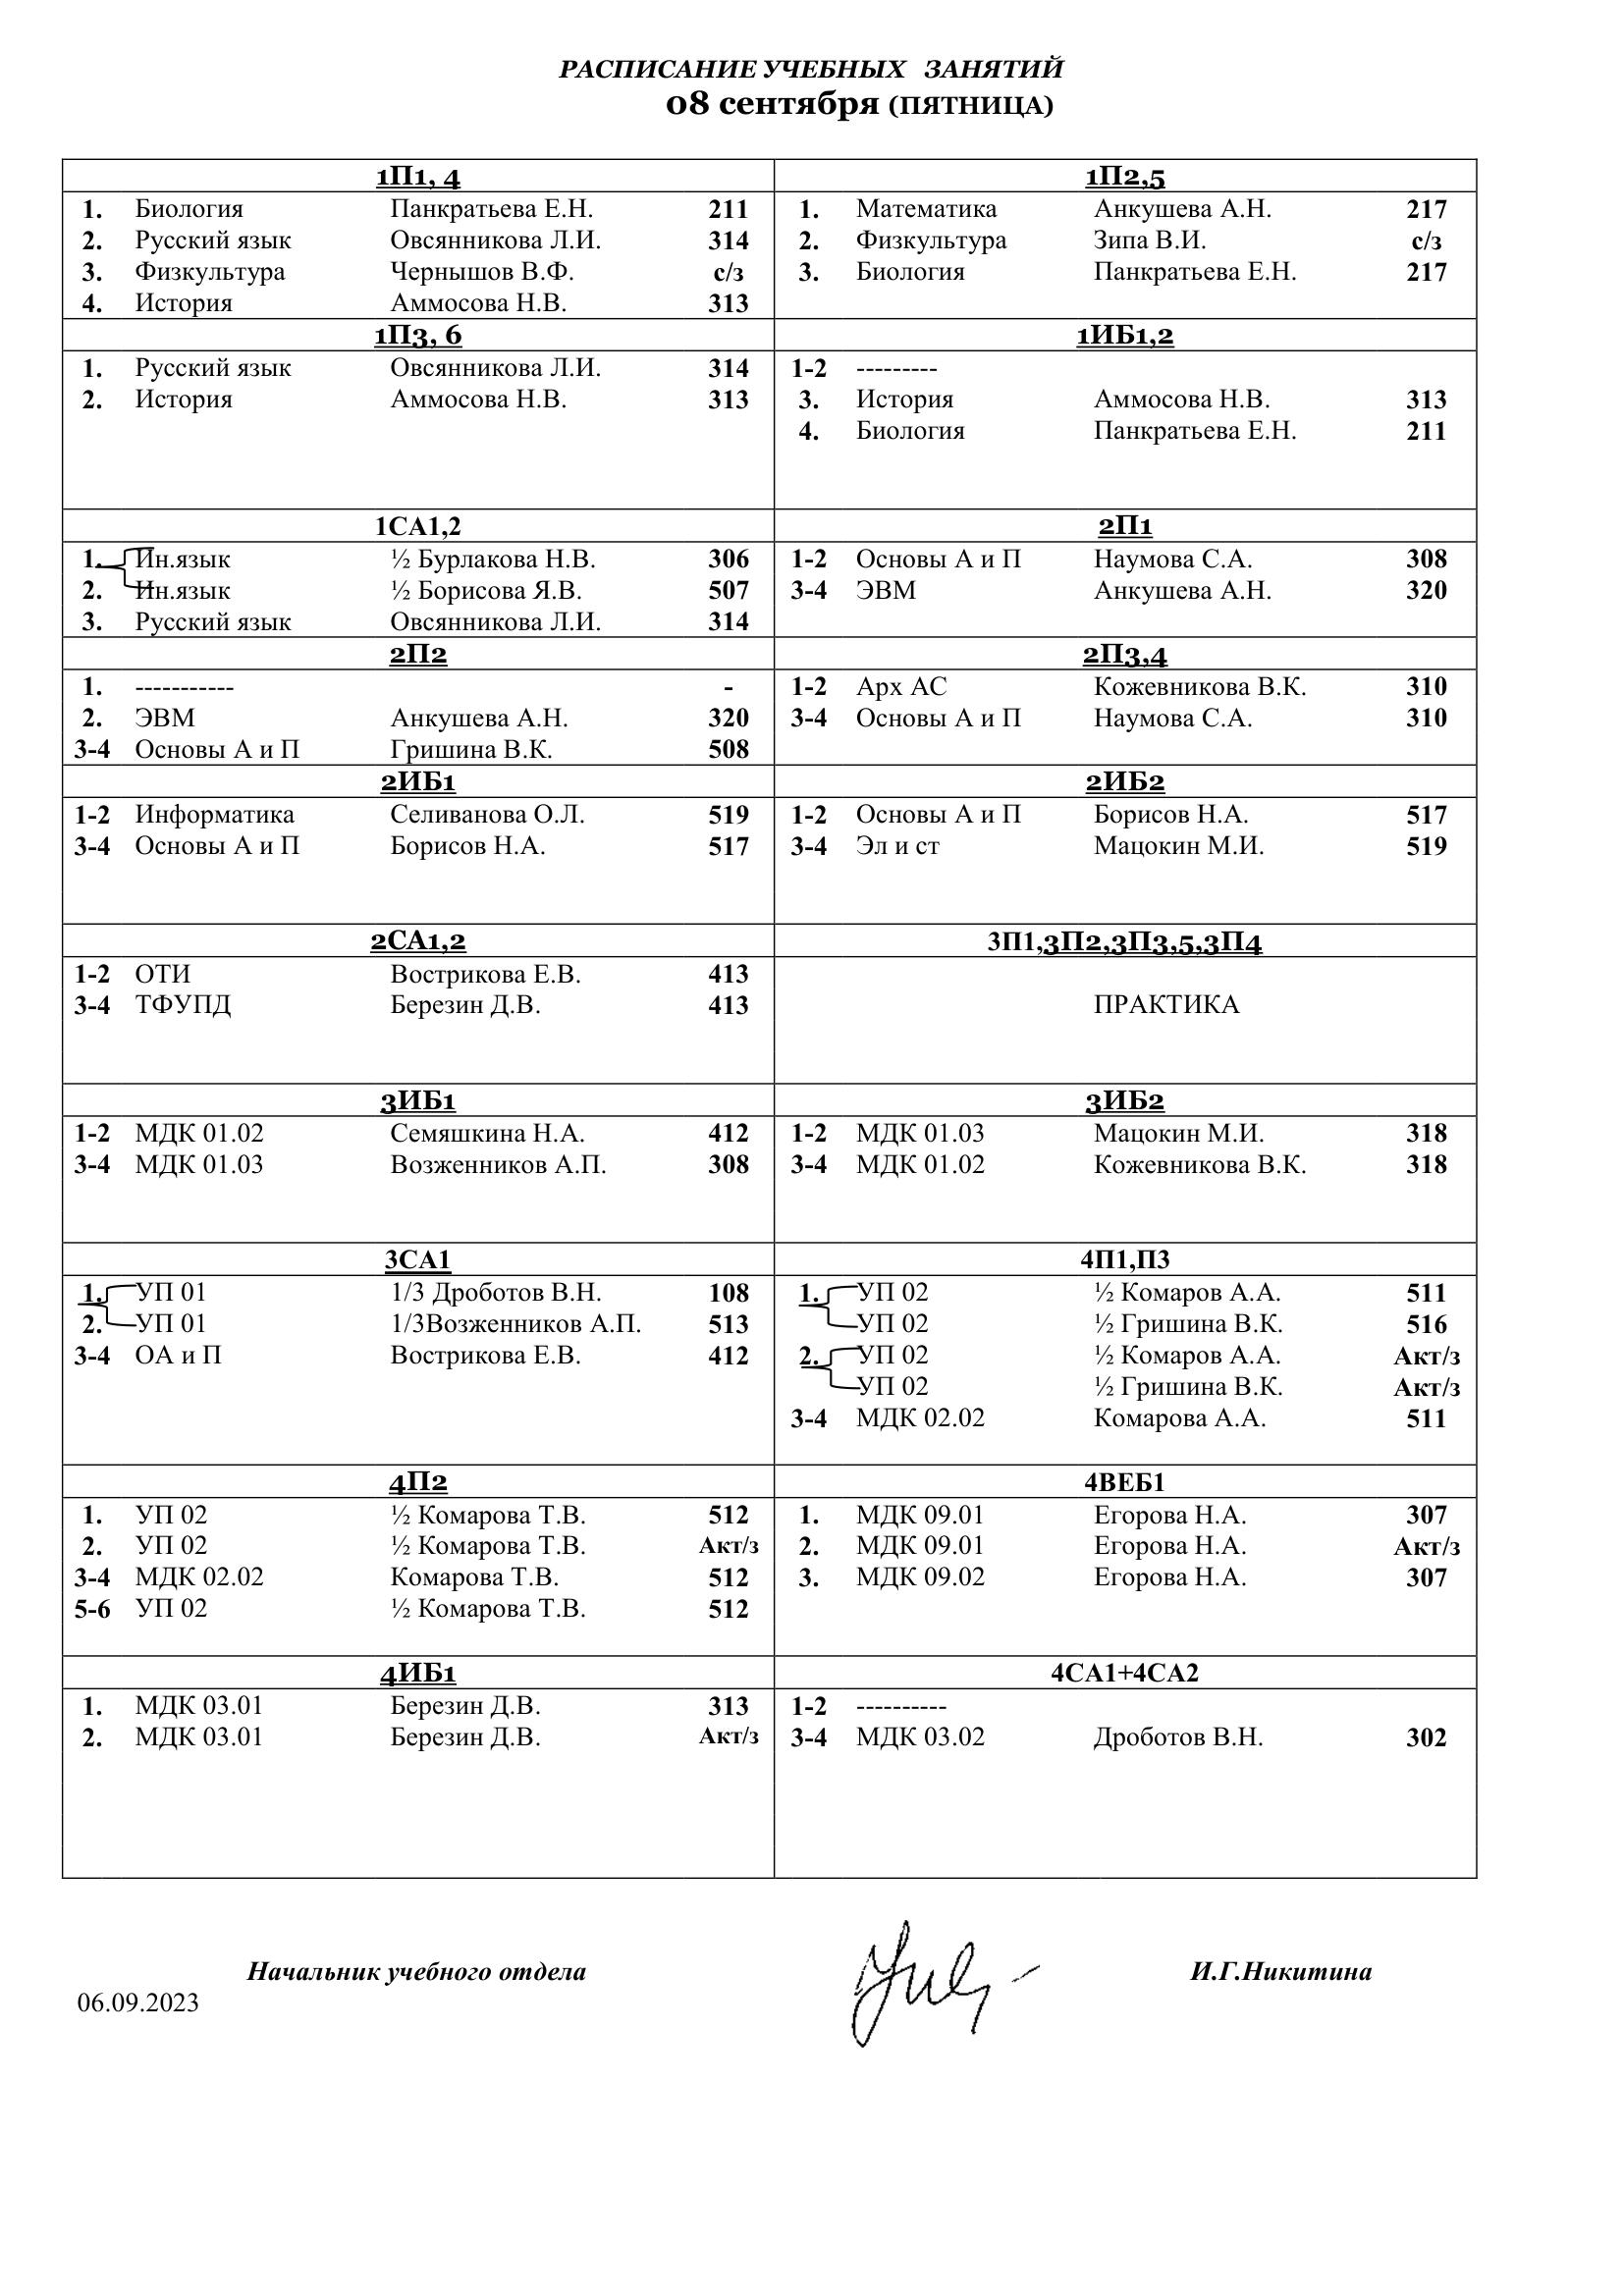 РАСПИСАНИЕ УЧЕБНЫХ ЗАНЯТИЙ
08 сентября (ПЯТНИЦА)
1П1, 4
1. Биология Панкратьева Е.Н. 211
2. Русский язык Овсянникова Л.И. 314
3. Физкультура Чернышов В.Ф. с/з
4. История Аммосова Н.В. 313
1П2,5
1. Математика Анкушева А.Н. 217
2. Физкультура Зипа В.И. с/з
3. Биология Панкратьева Е.Н. 217
1П3, 6
1. Русский язык Овсянникова Л.И. 314
2. История Аммосова Н.В. 313
1ИБ1,2
1-2 ---------
3. История Аммосова Н.В. 313
4. Биология Панкратьева Е.Н. 211
1СА1,2
1. Ин.язык ½ Бурлакова Н.В. 306
2. Ин.язык ½ Борисова Я.В. 507
3. Русский язык Овсянникова Л.И. 314
2П1
1-2 Основы А и П Наумова С.А. 308
3-4 ЭВМ Анкушева А.Н. 320
2П2
1. ----------- -
2. ЭВМ Анкушева А.Н. 320
3-4 Основы А и П Гришина В.К. 508
2П3,4
1-2 Арх АС Кожевникова В.К. 310
3-4 Основы А и П Наумова С.А. 310
2ИБ1
1-2 Информатика Селиванова О.Л. 519
3-4 Основы А и П Борисов Н.А. 517
2ИБ2
1-2 Основы А и П Борисов Н.А. 517
3-4 Эл и ст Мацокин М.И. 519
2СА1,2
1-2 ОТИ Вострикова Е.В. 413
3-4 ТФУПД Березин Д.В. 413
3П1,3П2,3П3,5,3П4
ПРАКТИКА
3ИБ1
1-2 МДК 01.02 Семяшкина Н.А. 412
3-4 МДК 01.03 Возженников А.П. 308
3ИБ2
1-2 МДК 01.03 Мацокин М.И. 318
3-4 МДК 01.02 Кожевникова В.К. 318
3СА1
1. УП 01 1/3 Дроботов В.Н. 108
2. УП 01 1/3Возженников А.П. 513
3-4 ОА и П Вострикова Е.В. 412
4П1,П3
1. УП 02 ½ Комаров А.А. 511
УП 02 ½ Гришина В.К. 516
2. УП 02 ½ Комаров А.А. Акт/з
УП 02 ½ Гришина В.К. Акт/з
3-4 МДК 02.02 Комарова А.А. 511
4П2
1. УП 02 ½ Комарова Т.В. 512
2. УП 02 ½ Комарова Т.В. Акт/з
3-4 МДК 02.02 Комарова Т.В. 512
5-6 УП 02 ½ Комарова Т.В. 512
4ВЕБ1
1. МДК 09.01 Егорова Н.А. 307
2. МДК 09.01 Егорова Н.А. Акт/з
3. МДК 09.02 Егорова Н.А. 307
4ИБ1
1. МДК 03.01 Березин Д.В. 313
2. МДК 03.01 Березин Д.В. Акт/з
4СА1+4СА2
1-2 ----------
3-4 МДК 03.02 Дроботов В.Н. 302
Начальник учебного отдела И.Г.Никитина
06.09.2023